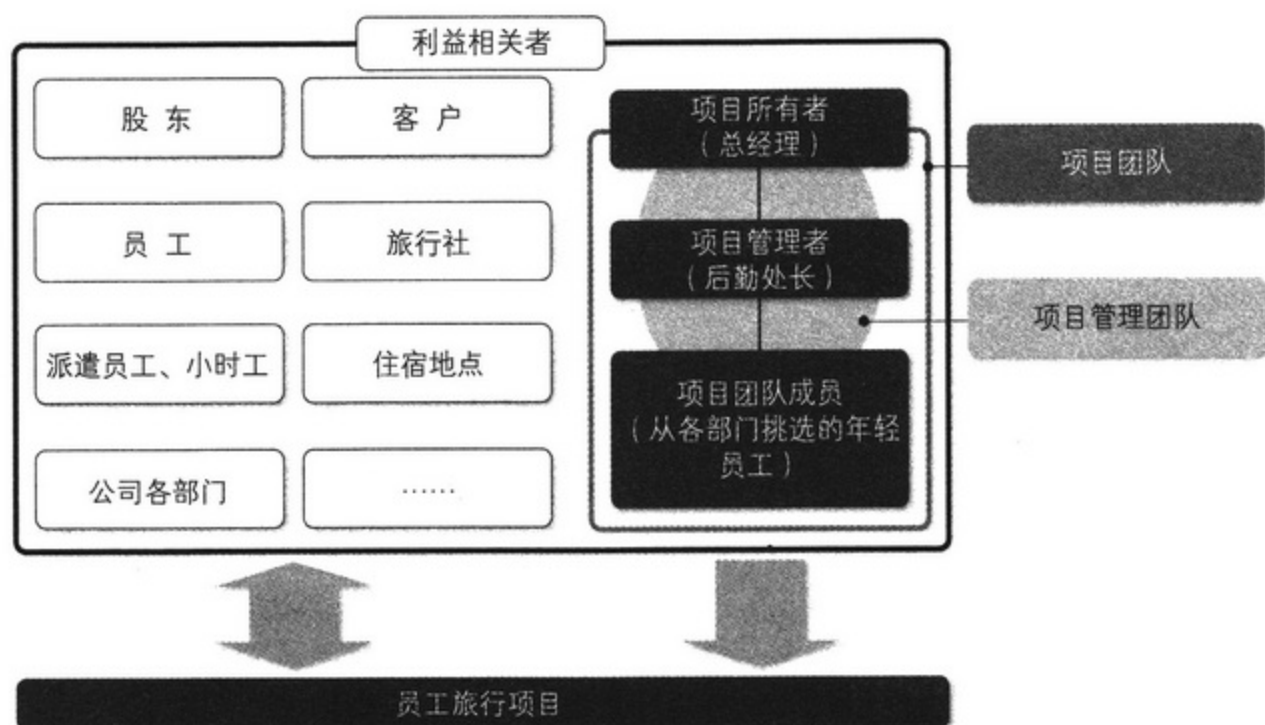 利益相关者
股 东
客 户
员 工
旅行社
派遣员工、小时工
住宿地点
公司各部门
……
项目所有者
（总经理）
项目管理者
（后勤处长）
项目团队成员
（从各部门挑选的年轻
员工）
项目团队
项目管理团队
员工旅行项目